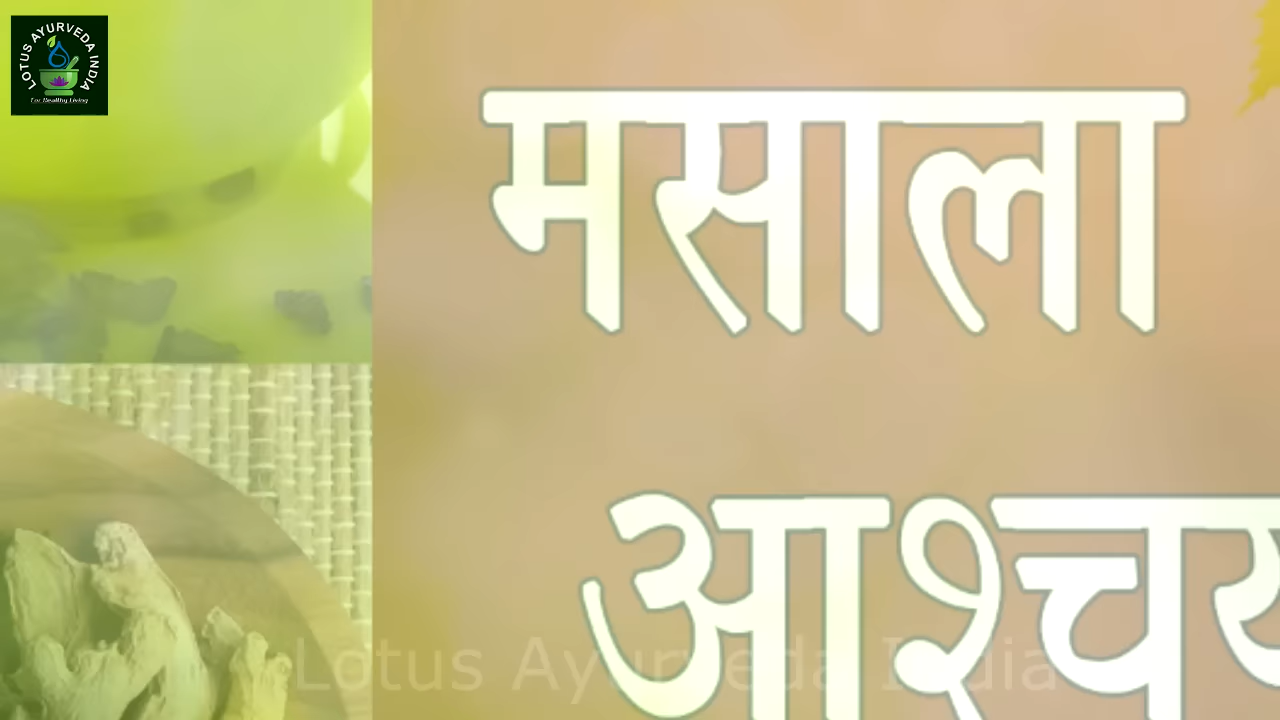 LOTUS AYURVEDA INDIA
For Healthy Living
मसाला
Lotus Ayurveda India